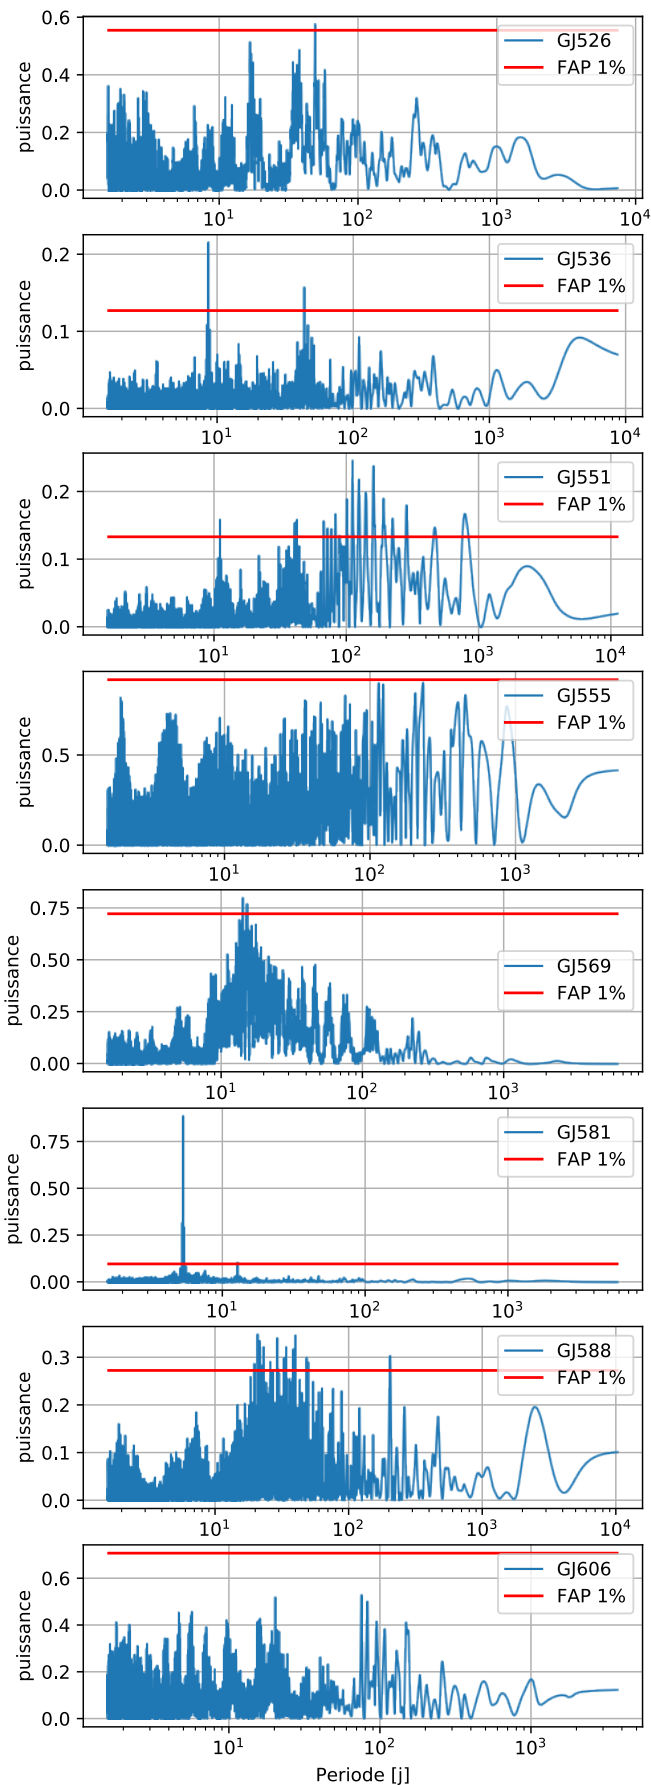 0.6
0.4
0.2
0.0
puissance
GJ526
FAP 1%
10¹ 10² 10³ 10⁴
0.2
0.1
0.0
puissance
GJ536
FAP 1%
10¹ 10² 10³ 10⁴
0.2
0.1
0.0
puissance
GJ551
FAP 1%
10¹ 10² 10³ 10⁴
0.5
0.0
puissance
GJ555
FAP 1%
10¹ 10² 10³
0.75
0.50
0.25
0.00
puissance
GJ569
FAP 1%
10¹ 10² 10³
0.75
0.50
0.25
0.00
puissance
GJ581
FAP 1%
10¹ 10² 10³
0.3
0.2
0.1
0.0
puissance
GJ588
FAP 1%
10¹ 10² 10³ 10⁴
0.6
0.4
0.2
0.0
puissance
GJ606
FAP 1%
10¹ 10² 10³
Periode [j]